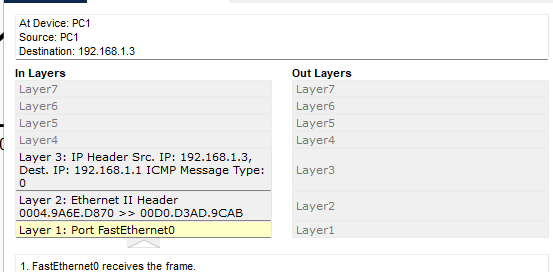 At Device: PC1
Source: PC1
Destination: 192.168.1.3
In Layers
Out Layers
Layer7
Layer6
Layer5
Layer4
Layer 3: IP Header Src. IP: 192.168.1.3,
Dest. IP: 192.168.1.1 ICMP Message Type:
0
Layer 2: Ethernet II Header
0004.9A6E.D870 >> 00D0.D3AD.9CAB
Layer 1: Port FastEthernet0
Layer7
Layer6
Layer5
Layer4
Layer3
Layer2
Layer1
1. FastEthernet0 receives the frame.